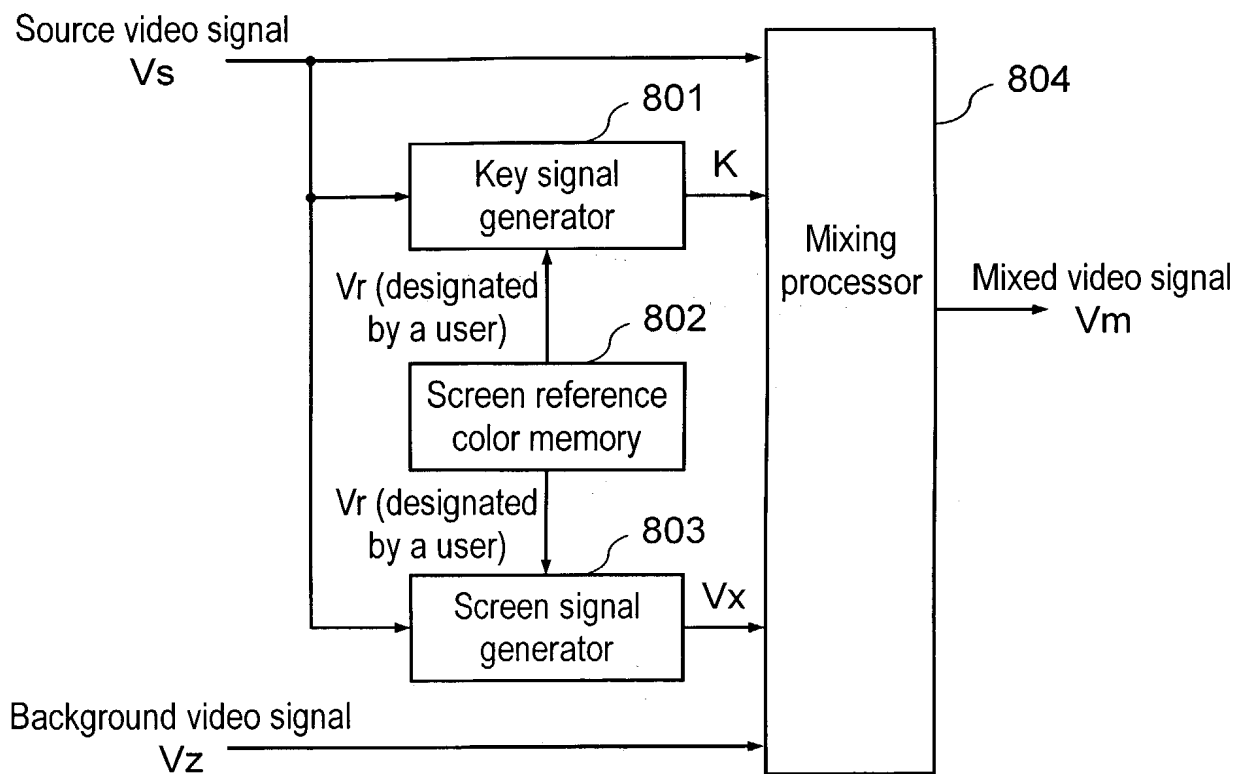 Source video signal
Vs
801
804
Key signal
generator
K
Mixing
processor
Vr (designated
by a user)
802
Mixed video signal
Vm
Screen reference
color memory
Vr (designated
by a user)
803
Screen signal
generator
Vx
Background video signal
Vz